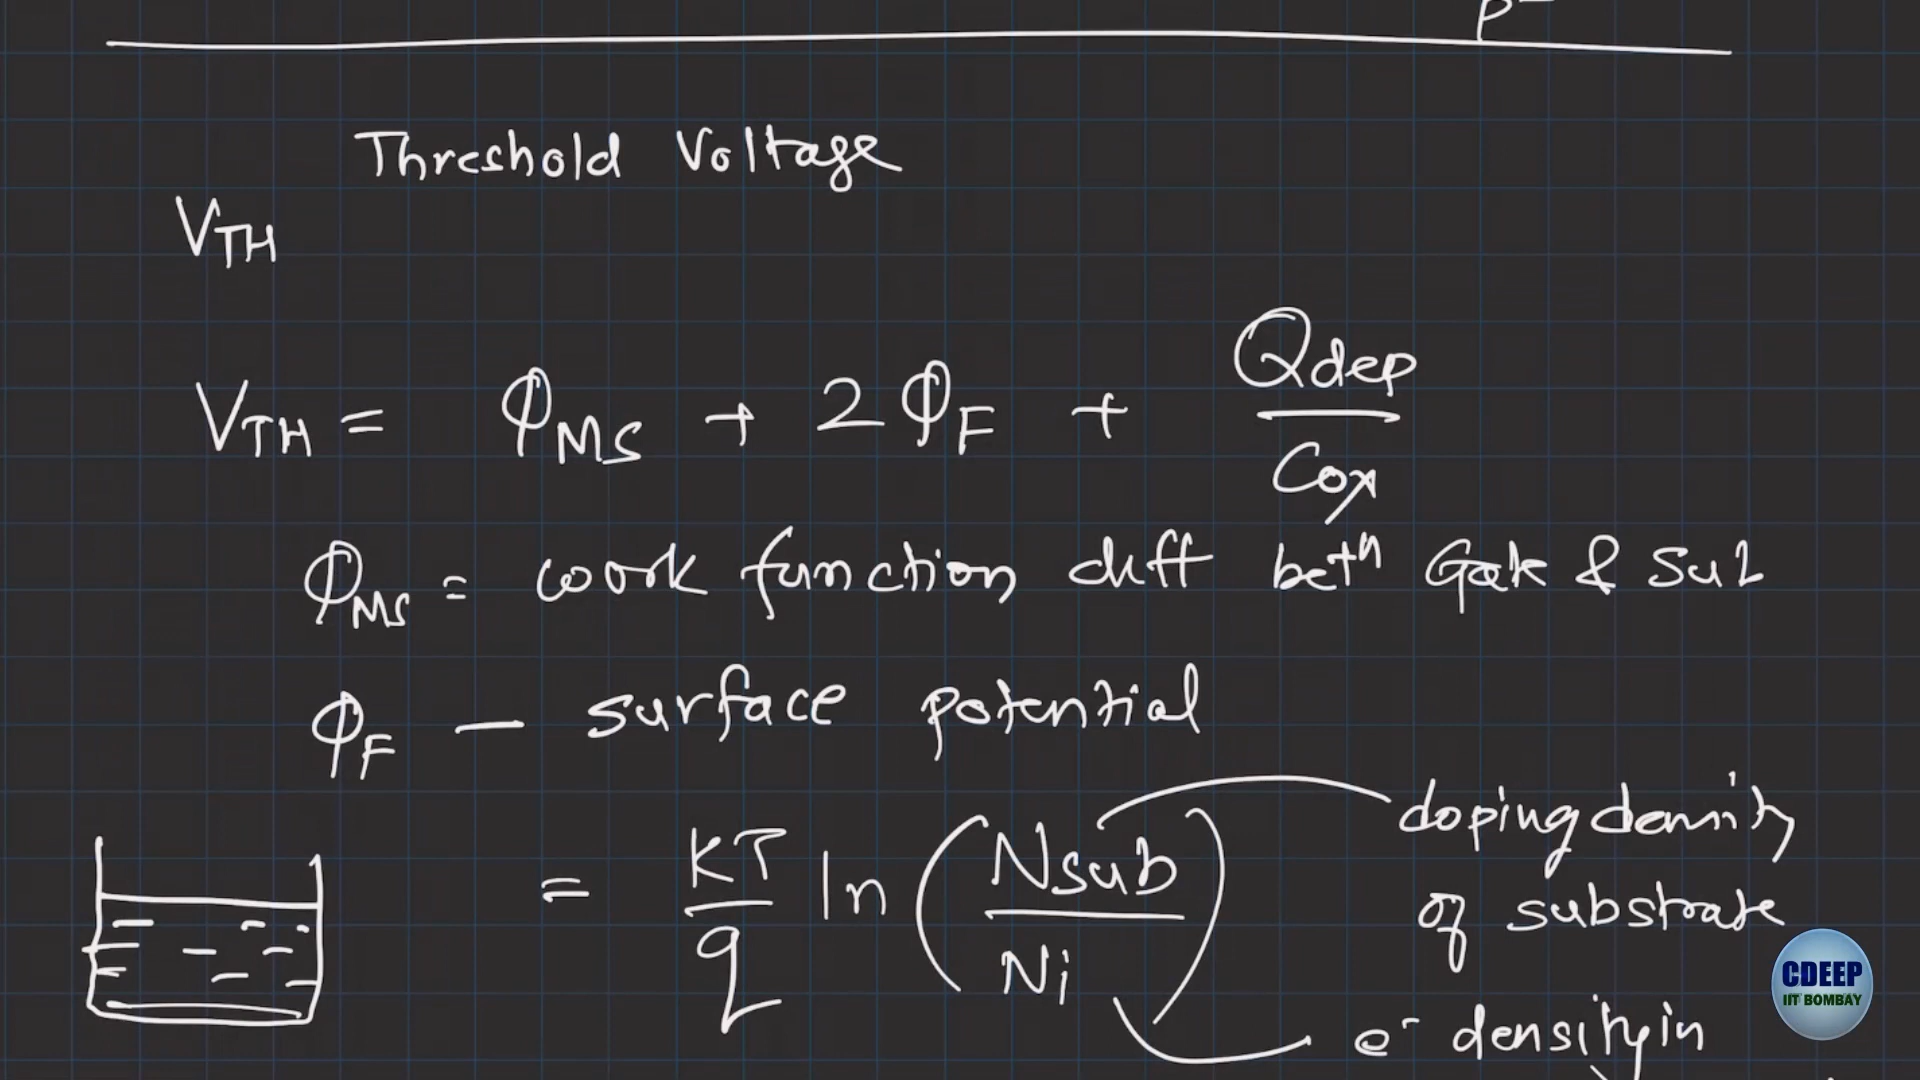 p-
Threshold Voltage
VTH
VTH = ΦMS + 2ΦF + Qdep / Cox
ΦMS = work function diff betn Gate & Sub
ΦF — surface potential
= KT / q ln (Nsub / Ni)
doping density
of substrate
e- density in
CDEEP
IIT BOMBAY